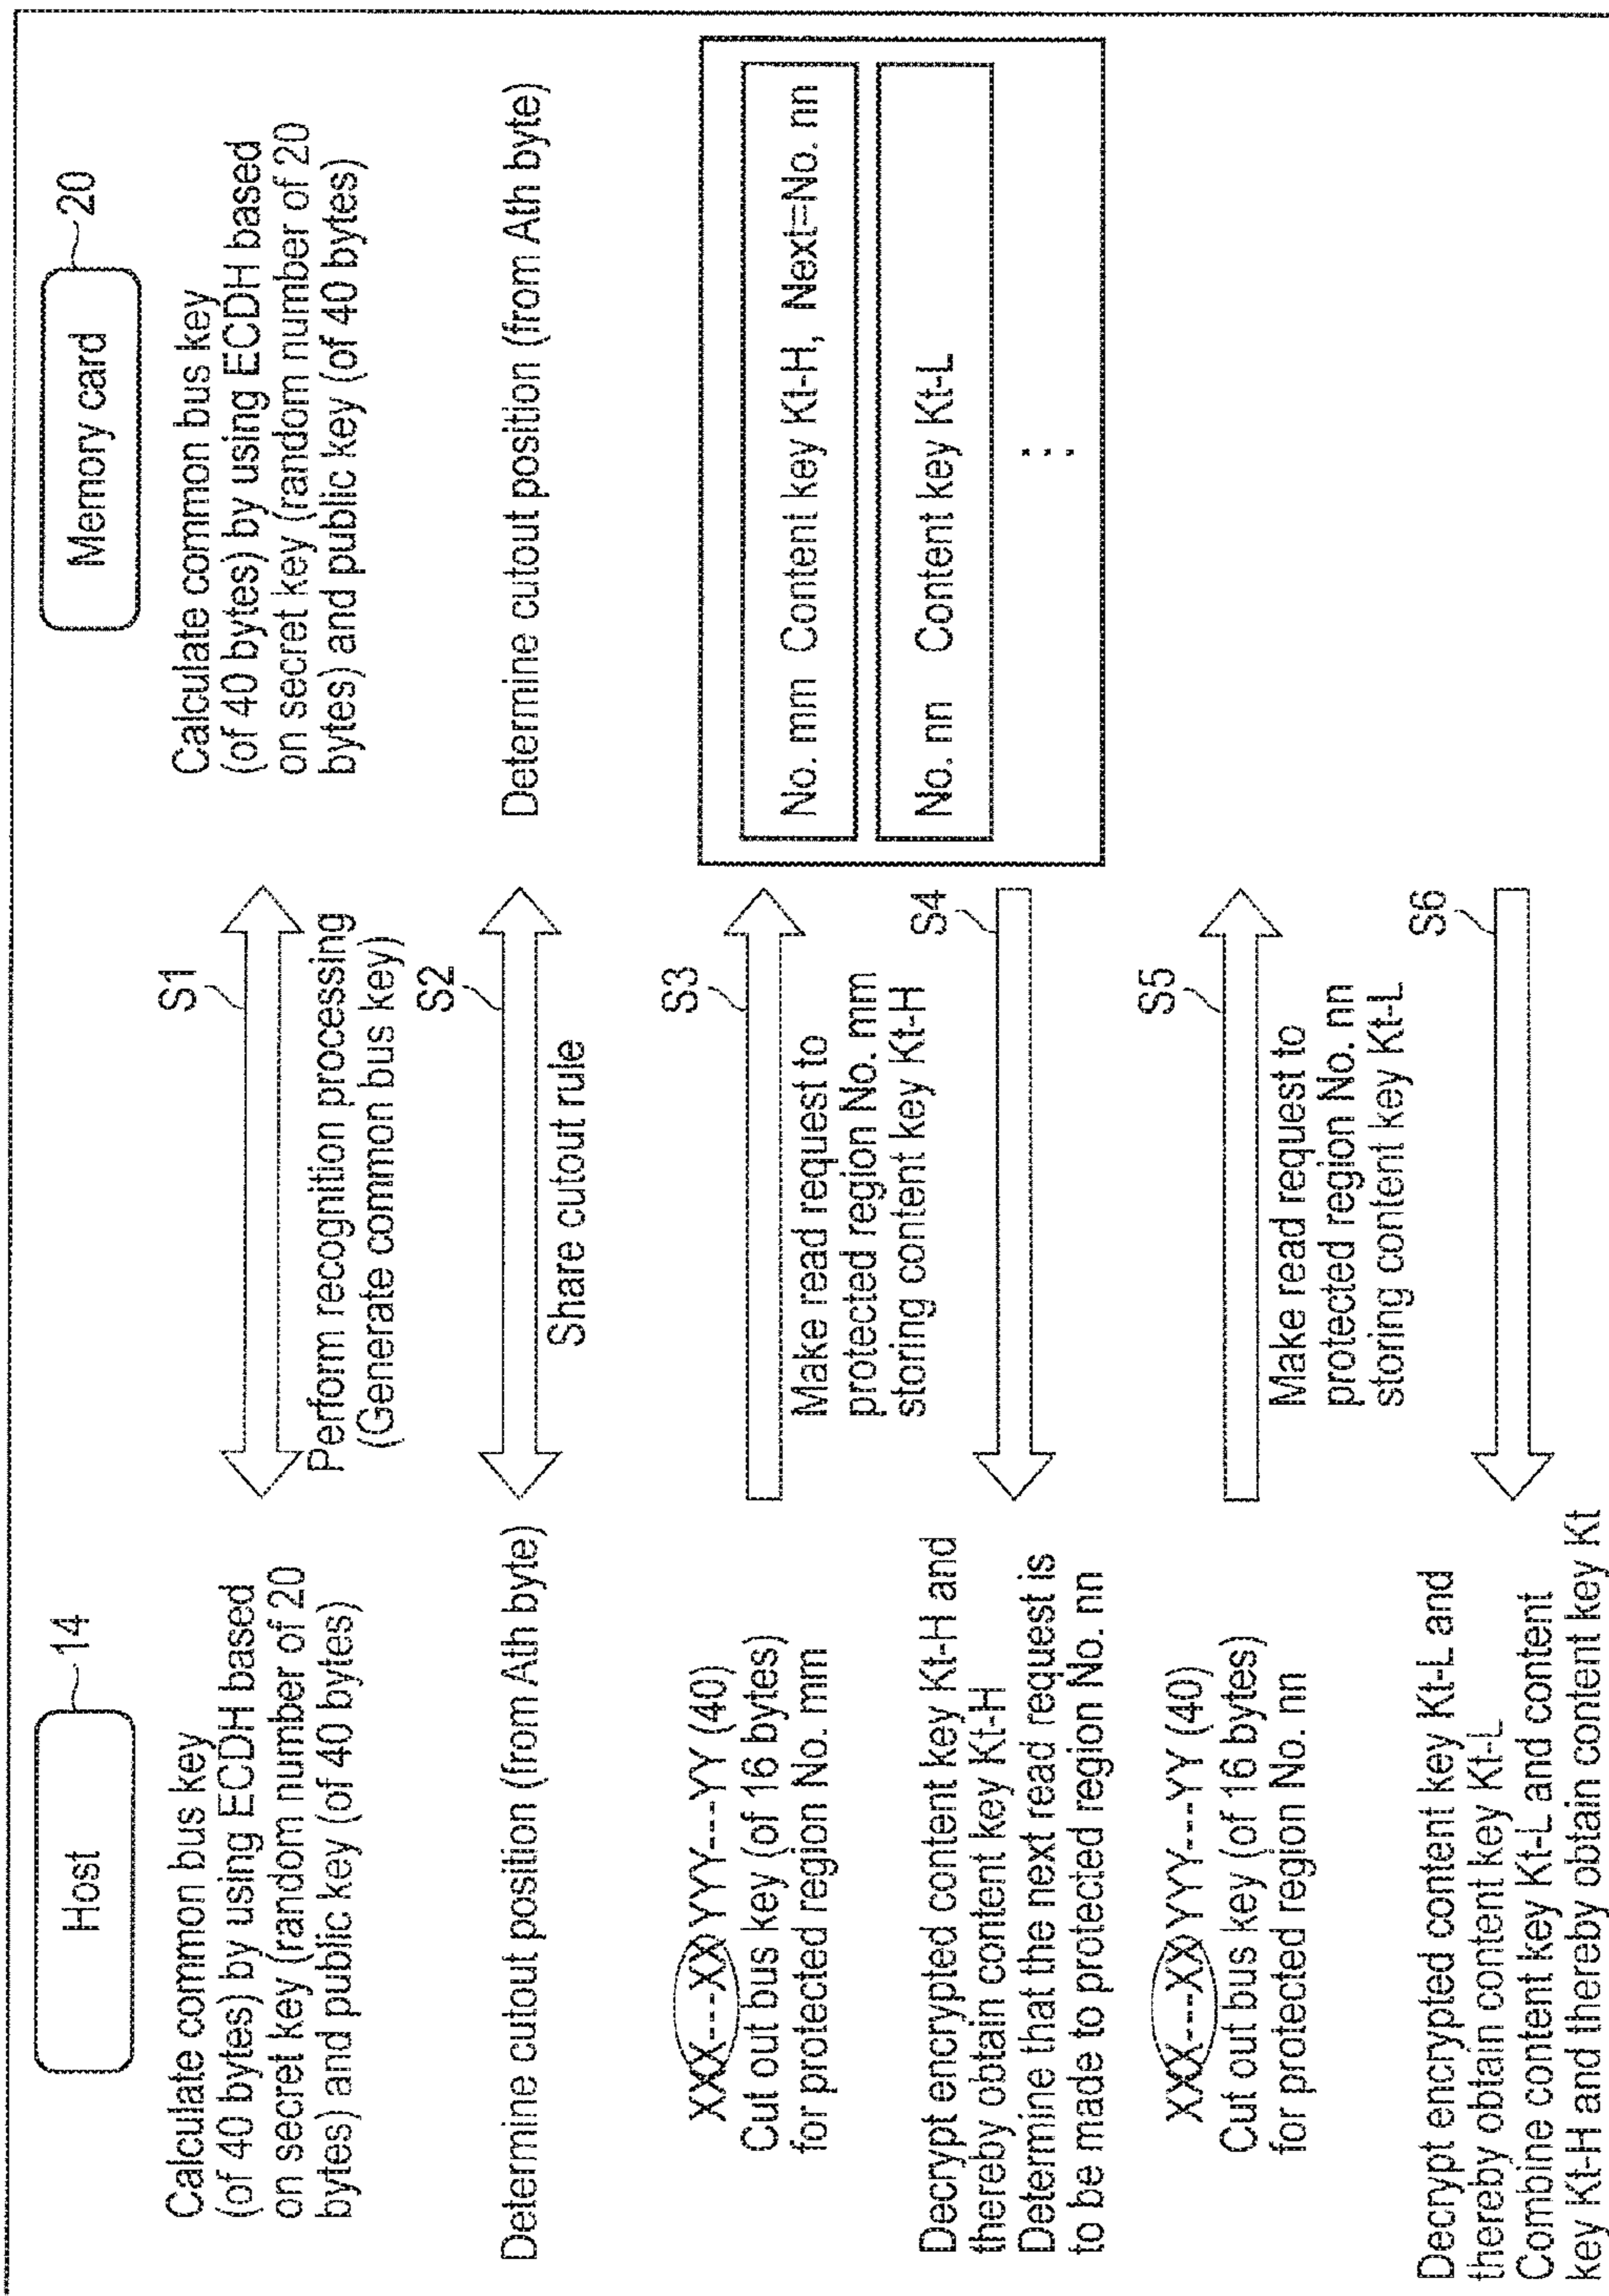 Host
14
Memory card
20
Calculate common bus key
(of 40 bytes) by using ECDH based
on secret key (random number of 20
bytes) and public key (of 40 bytes)
S1
Perform recognition processing
(Generate common bus key)
Calculate common bus key
(of 40 bytes) by using ECDH based
on secret key (random number of 20
bytes) and public key (of 40 bytes)
Determine cutout position (from Ath byte)
S2
Share cutout rule
Determine cutout position (from Ath byte)
XXX---XXYYY---YY (40)
Cut out bus key (of 16 bytes)
for protected region No. mm
S3
Make read request to
protected region No. mm
storing content key Kt-H
No. mm Content key Kt-H, Next=No. nn
No. nn Content key Kt-L
⋮
S4
Decrypt encrypted content key Kt-H and
thereby obtain content key Kt-H
Determine that the next read request is
to be made to protected region No. nn
XXX---XXYYY---YY (40)
Cut out bus key (of 16 bytes)
for protected region No. nn
S5
Make read request to
protected region No. nn
storing content key Kt-L
S6
Decrypt encrypted content key Kt-L and
thereby obtain content key Kt-L
Combine content key Kt-L and content
key Kt-H and thereby obtain content key Kt